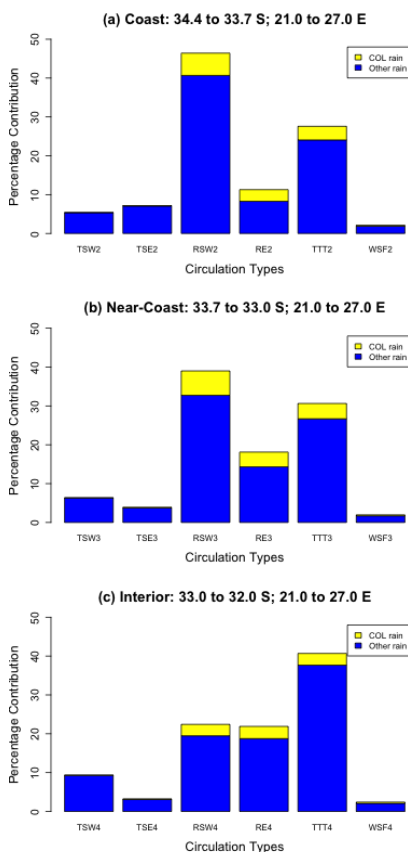 (a) Coast: 34.4 to 33.7 S; 21.0 to 27.0 E
Percentage Contribution
50
40
30
20
10
0
COL rain
Other rain
TSW2 TSE2 RSW2 RE2 TTT2 WSF2
Circulation Types
(b) Near-Coast: 33.7 to 33.0 S; 21.0 to 27.0 E
Percentage Contribution
50
40
30
20
10
0
COL rain
Other rain
TSW3 TSE3 RSW3 RE3 TTT3 WSF3
Circulation Types
(c) Interior: 33.0 to 32.0 S; 21.0 to 27.0 E
Percentage Contribution
50
40
30
20
10
0
COL rain
Other rain
TSW4 TSE4 RSW4 RE4 TTT4 WSF4
Circulation Types